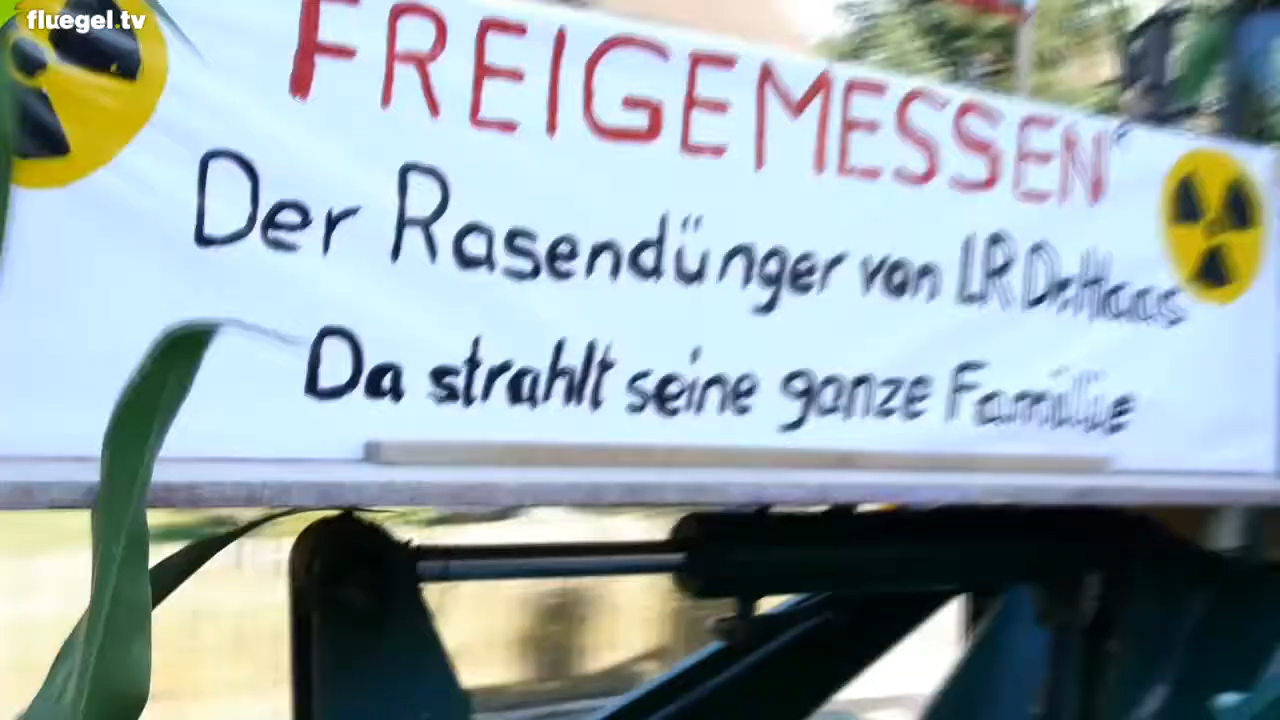 fluegel.tv
FREIGEMESSEN
Der Rasendünger von LR Dr.Haas
Da strahlt seine ganze Familie